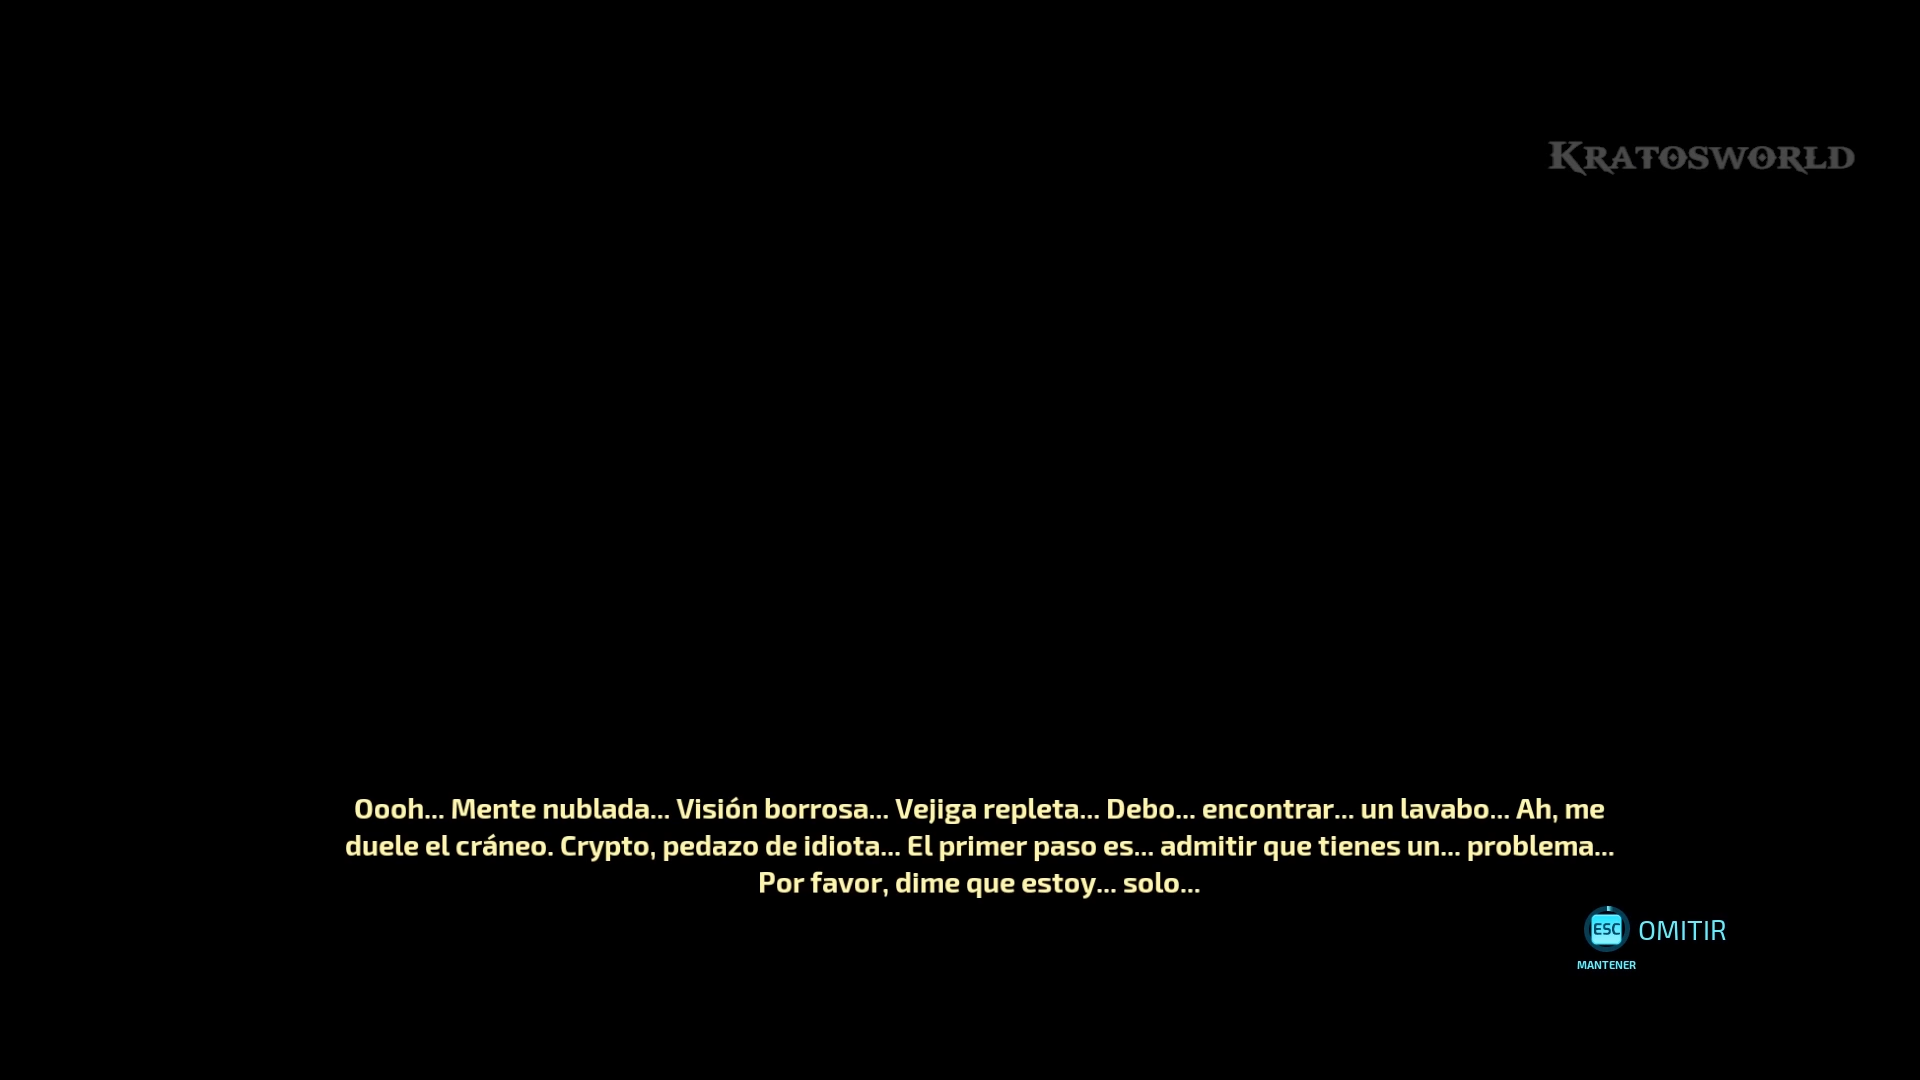 KRATOSWORLD
Oooh... Mente nublada... Visión borrosa... Vejiga repleta... Debo... encontrar... un lavabo... Ah, me
duele el cráneo. Crypto, pedazo de idiota... El primer paso es... admitir que tienes un... problema...
Por favor, dime que estoy... solo...
ESC OMITIR
MANTENER